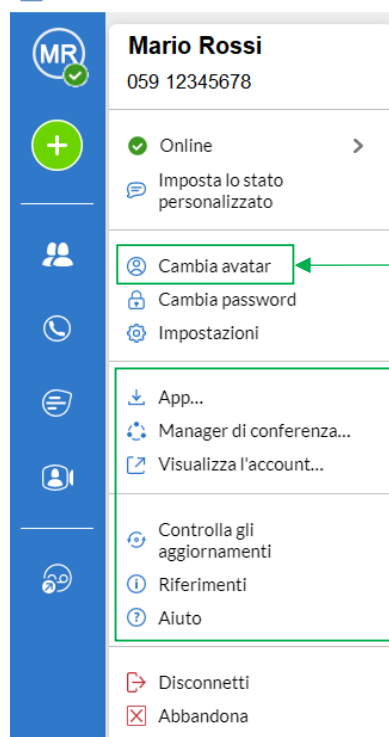 MR
Mario Rossi
059 12345678
Online
Imposta lo stato
personalizzato
Cambia avatar
Cambia password
Impostazioni
App...
Manager di conferenza...
Visualizza l'account...
Controlla gli
aggiornamenti
Riferimenti
Aiuto
Disconnetti
Abbandona